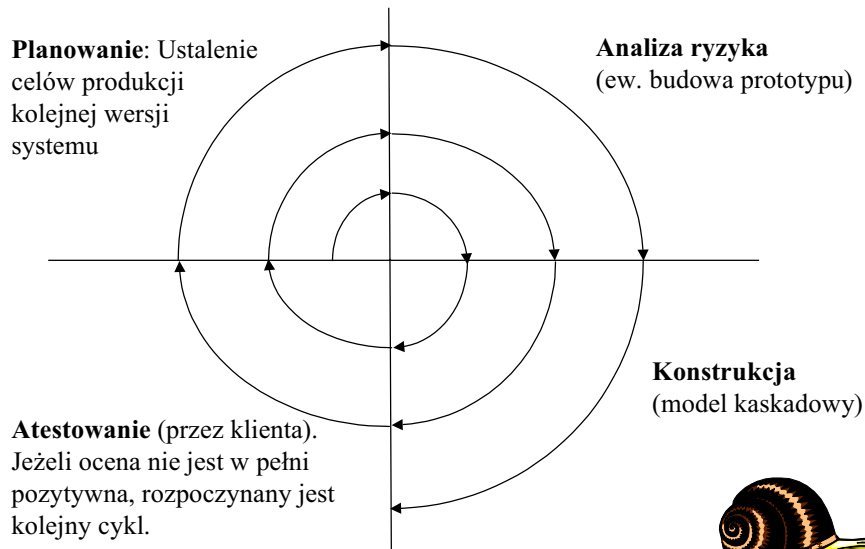 Planowanie: Ustalenie
celów produkcji
kolejnej wersji
systemu
Analiza ryzyka
(ew. budowa prototypu)
Konstrukcja
(model kaskadowy)
Atestowanie (przez klienta).
Jeżeli ocena nie jest w pełni
pozytywna, rozpoczynany jest
kolejny cykl.